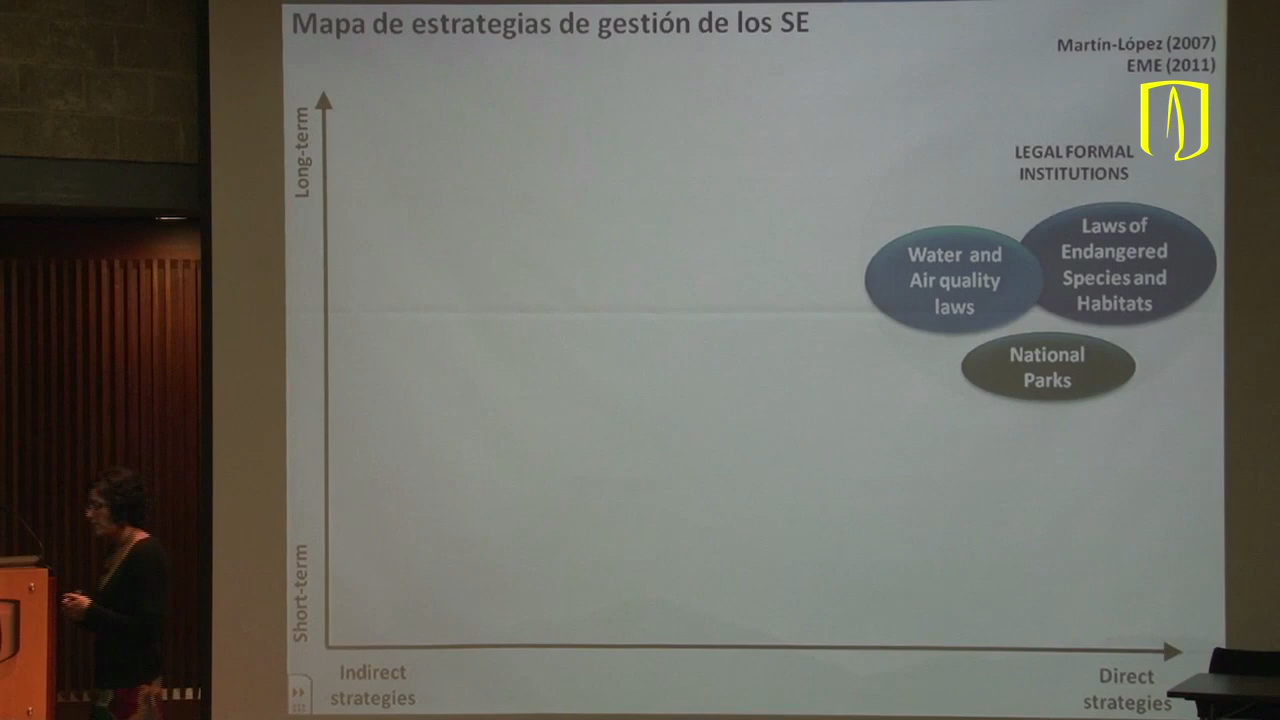 Mapa de estrategias de gestión de los SE
Martín-López (2007)
EME (2011)
Long-term
LEGAL FORMAL
INSTITUTIONS
Water and
Air quality
laws
Laws of
Endangered
Species and
Habitats
National
Parks
Short-term
Indirect
strategies
Direct
strategies